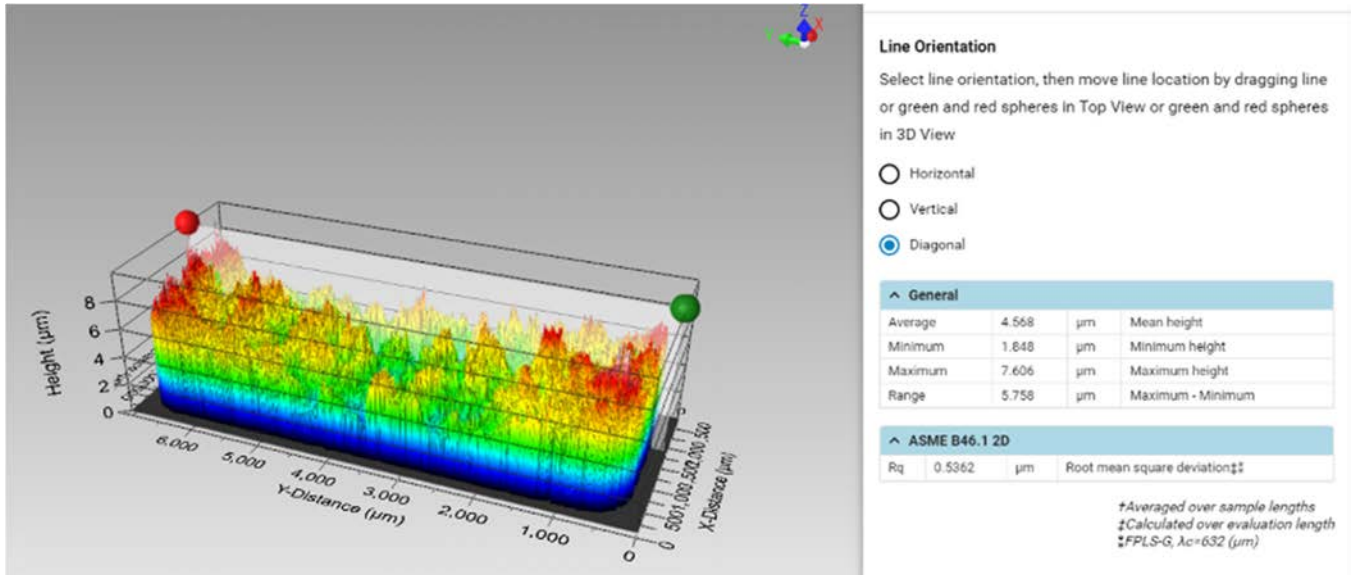 Z
X
Y
Line Orientation
Select line orientation, then move line location by dragging line
or green and red spheres in Top View or green and red spheres
in 3D View
Horizontal
Vertical
Diagonal
General
Average 4.568 µm Mean height
Minimum 1.848 µm Minimum height
Maximum 7.606 µm Maximum height
Range 5.758 µm Maximum - Minimum
ASME B46.1 2D
Rq 0.5362 µm Root mean square deviation‡
†Averaged over sample lengths
‡Calculated over evaluation length
FPLS-G, λc=632 (µm)
Height (µm)
8
6
4
2
0
6,000
5,000
4,000
3,000
2,000
1,000
0
Y-Distance (µm)
X-Distance (µm)
0